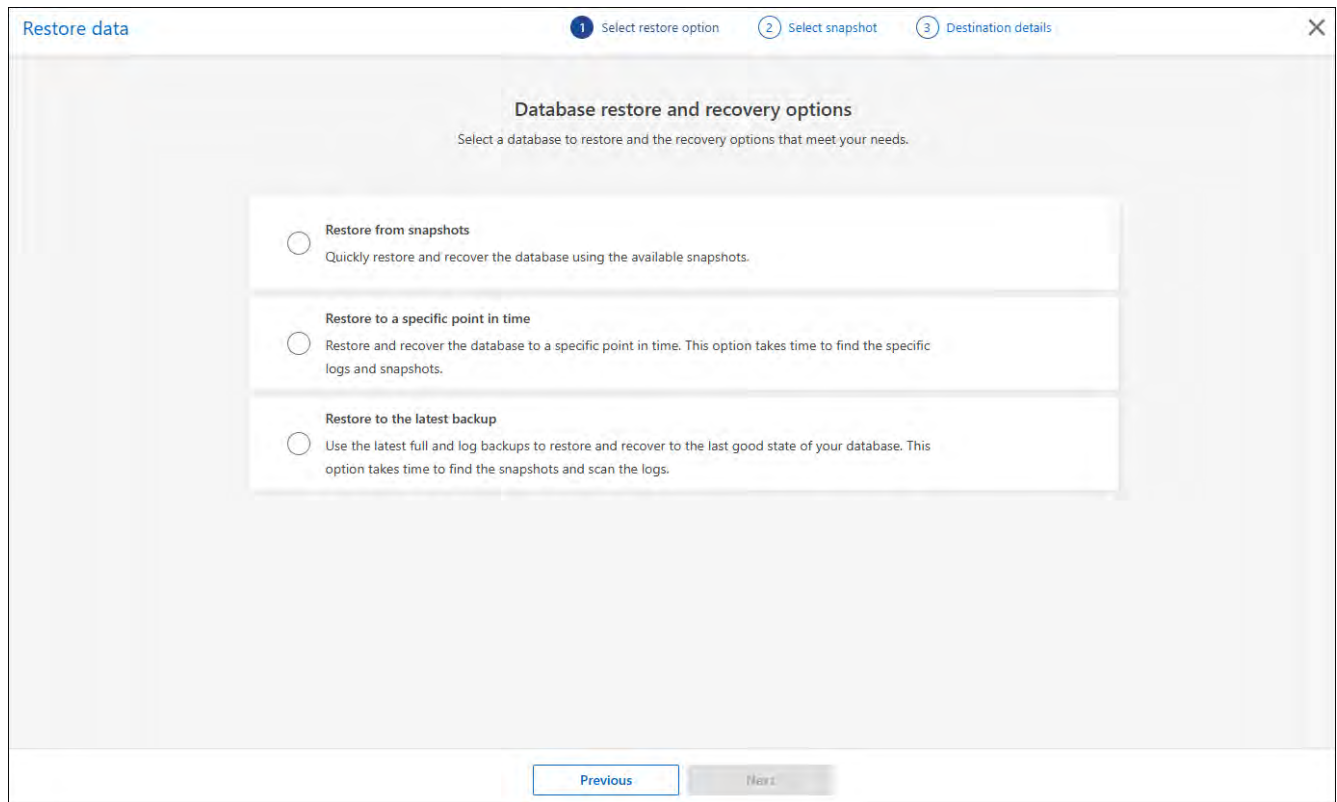 Restore data
1 Select restore option
2 Select snapshot
3 Destination details
Database restore and recovery options
Select a database to restore and the recovery options that meet your needs.
Restore from snapshots
Quickly restore and recover the database using the available snapshots.
Restore to a specific point in time
Restore and recover the database to a specific point in time. This option takes time to find the specific
logs and snapshots.
Restore to the latest backup
Use the latest full and log backups to restore and recover to the last good state of your database. This
option takes time to find the snapshots and scan the logs.
Previous
Next